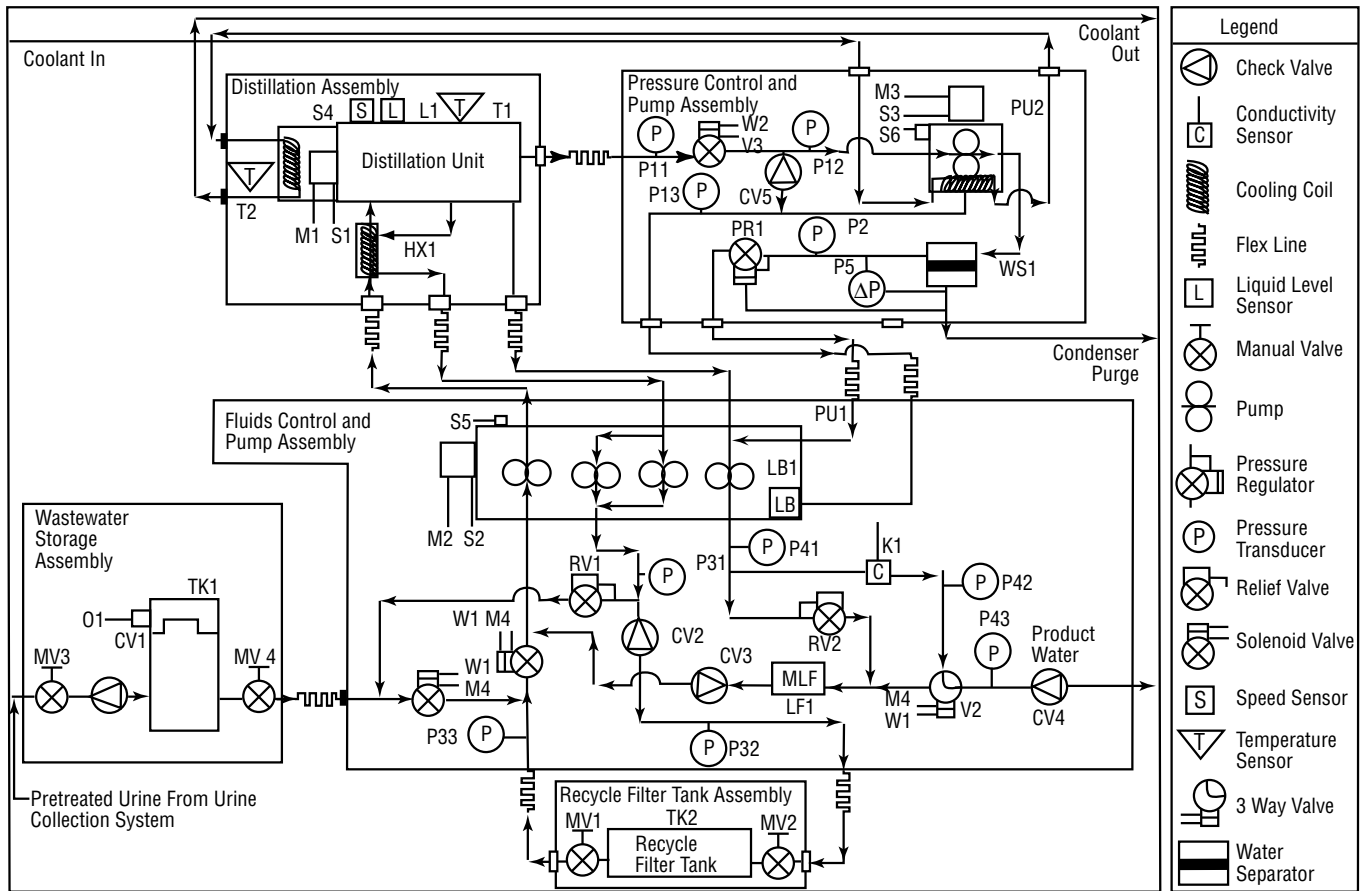 Coolant In
Coolant
Out
Distillation Assembly
S4
S
L
L1
T
T1
Distillation Unit
T
T2
M1
S1
HX1
Pressure Control and
Pump Assembly
M3
S3
S6
PU2
P
W2
V3
P
P11
P12
P13
P
CV5
P2
PR1
P
P5
ΔP
WS1
Condenser
Purge
Fluids Control and
Pump Assembly
S5
PU1
LB1
LB
M2
S2
P31
P
P41
K1
C
P
P42
RV1
P
W1
M4
CV2
RV2
P43
P
Product
Water
CV3
MLF
LF1
M4
W1
V2
CV4
W1
M4
P33
P
P
P32
Wastewater
Storage
Assembly
TK1
O1
CV1
MV3
MV 4
Pretreated Urine From Urine
Collection System
Recycle Filter Tank Assembly
TK2
MV1
MV2
Recycle
Filter Tank
Legend
Check Valve
C
Conductivity
Sensor
Cooling
Coil
Flex
Line
L
Liquid Level
Sensor
Manual Valve
Pump
Pressure
Regulator
P
Pressure
Transducer
Relief Valve
Solenoid Valve
S
Speed Sensor
T
Temperature
Sensor
3 Way Valve
Water
Separator